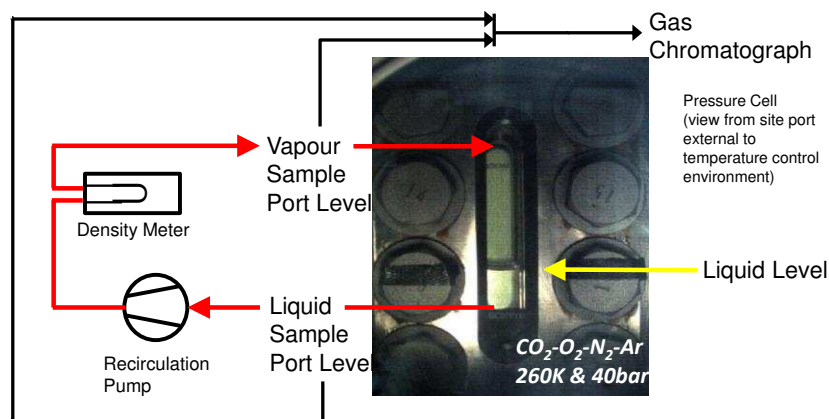 Gas
Chromatograph
Pressure Cell
(view from site port
external to
temperature control
environment)
Vapour
Sample
Port Level
Density Meter
Liquid Level
Liquid
Sample
Port Level
Recirculation
Pump
CO₂-O₂-N₂-Ar
260K & 40bar